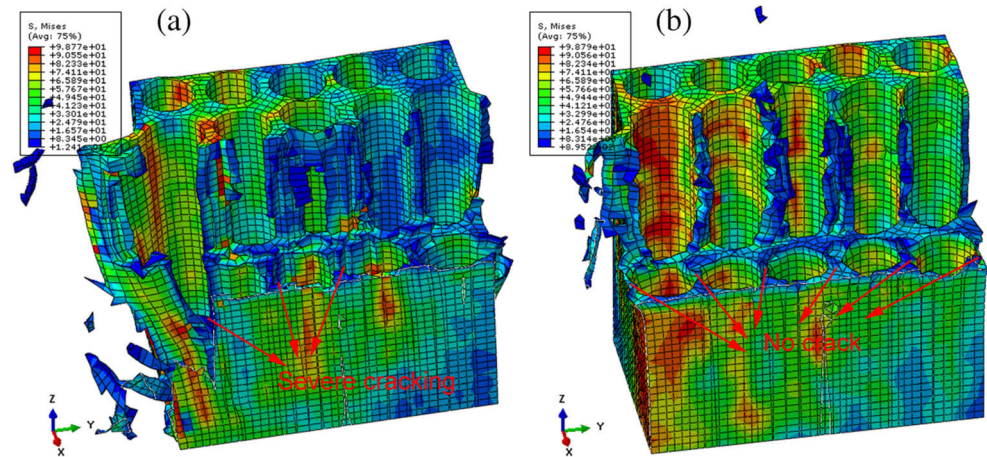 (a)
S, Mises
(Avg: 75%)
+9.877e+01
+9.055e+01
+8.233e+01
+7.411e+01
+6.589e+01
+5.767e+01
+4.945e+01
+4.123e+01
+3.301e+01
+2.479e+01
+1.657e+01
+8.345e+00
Severe cracking
Z
Y
X
(b)
S, Mises
(Avg: 75%)
+9.879e+01
+9.056e+01
+8.234e+01
+7.411e+01
+6.589e+01
+5.766e+01
+4.944e+01
+4.121e+01
+3.299e+01
+2.476e+01
+1.654e+01
+8.314e+00
No crack
Z
Y
X